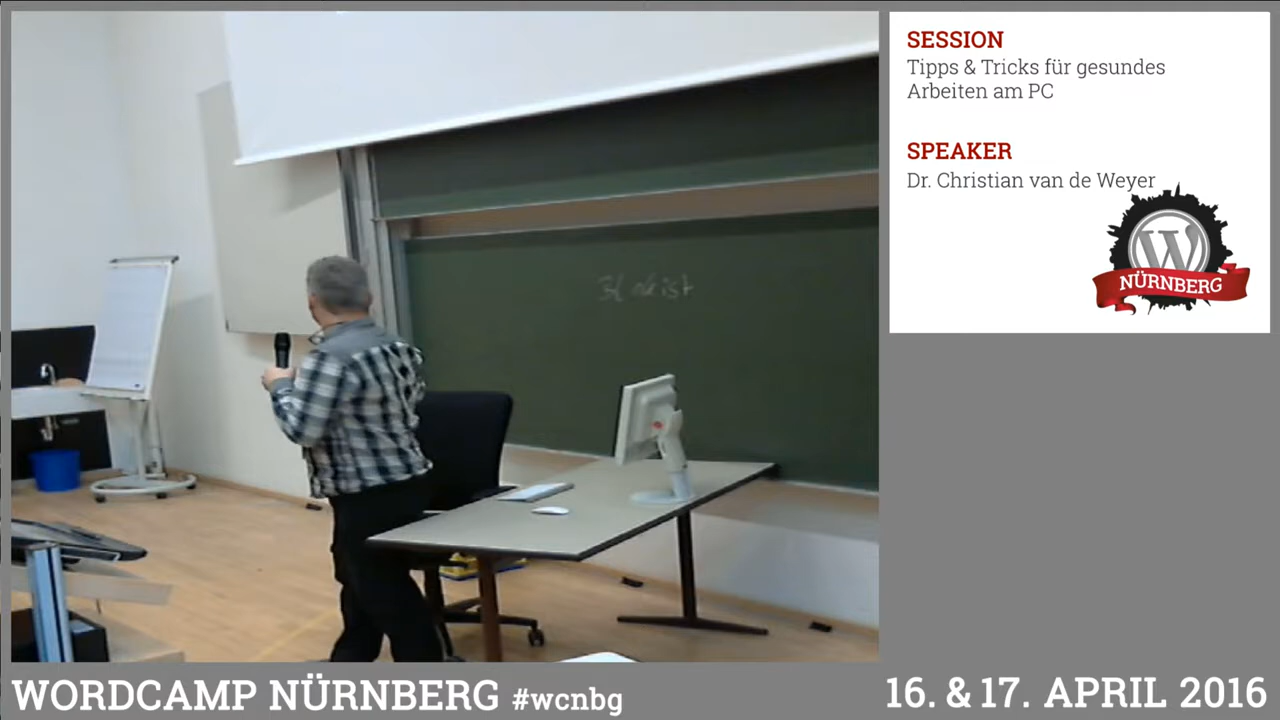 SESSION
Tipps & Tricks für gesundes
Arbeiten am PC
SPEAKER
Dr. Christian van de Weyer
NÜRNBERG
WORDCAMP NÜRNBERG #wcnbg
16. & 17. APRIL 2016